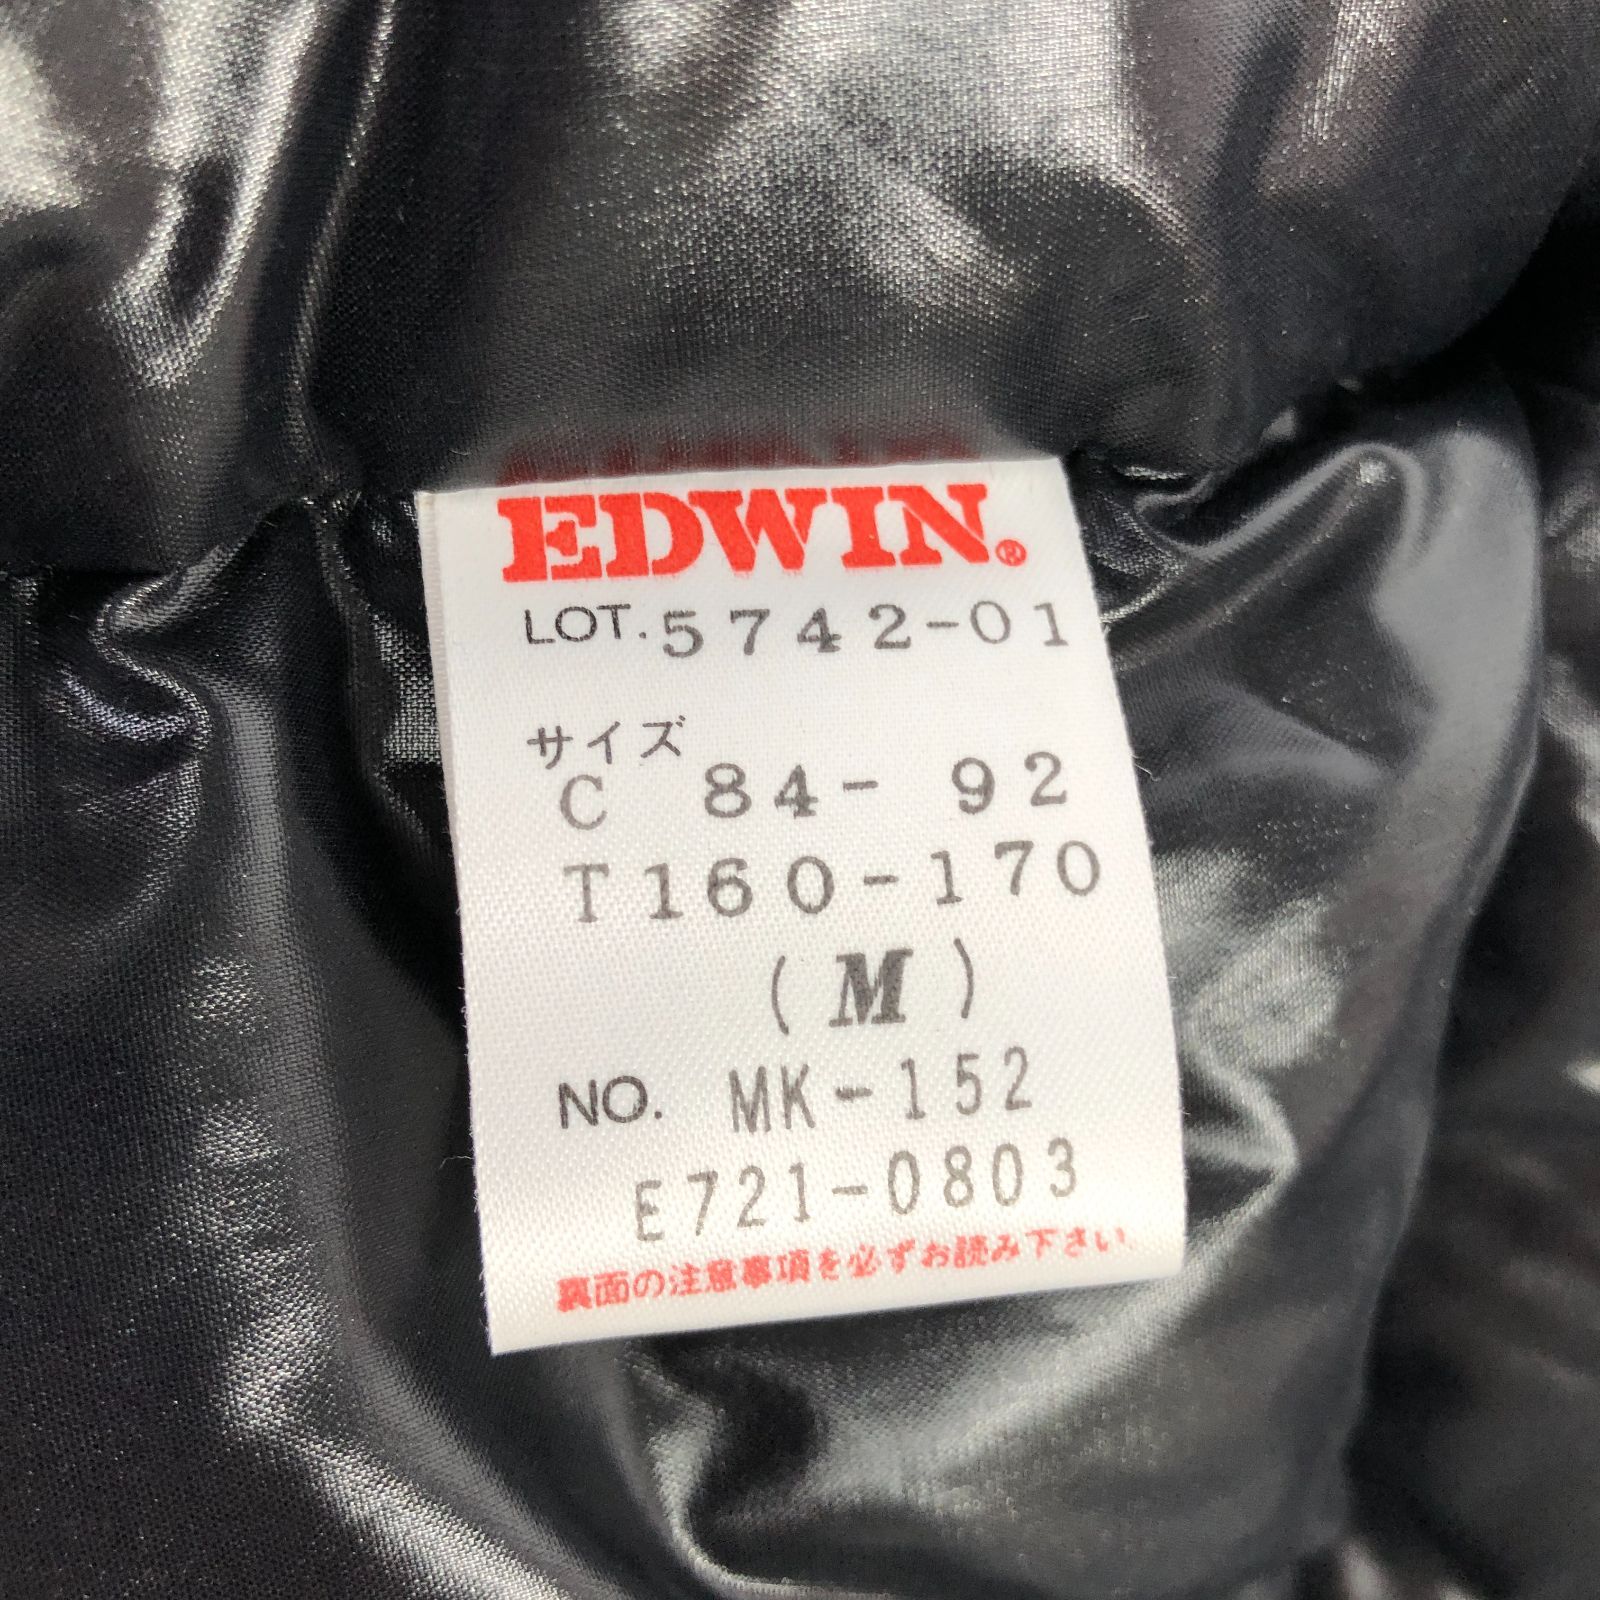 EDWIN.®
LOT. 5742-01
サイズ
C 84- 92
T160-170
(M)
NO. MK-152
E721-0803
裏面の注意事項を必ずお読み下さい